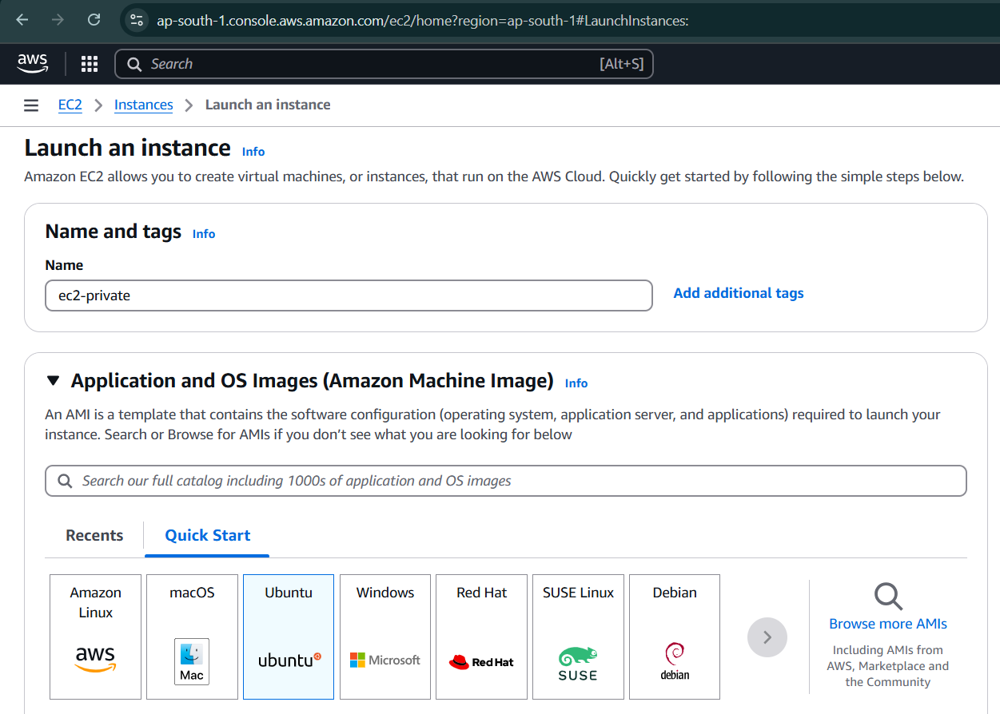 ap-south-1.console.aws.amazon.com/ec2/home?region=ap-south-1#LaunchInstances:
aws
Search [Alt+S]
EC2 > Instances > Launch an instance
Launch an instance Info
Amazon EC2 allows you to create virtual machines, or instances, that run on the AWS Cloud. Quickly get started by following the simple steps below.
Name and tags Info
Name
ec2-private
Add additional tags
Application and OS Images (Amazon Machine Image) Info
An AMI is a template that contains the software configuration (operating system, application server, and applications) required to launch your
instance. Search or Browse for AMIs if you don’t see what you are looking for below
Search our full catalog including 1000s of application and OS images
Recents
Quick Start
Amazon
Linux
aws
macOS
Mac
Ubuntu
ubuntu
Windows
Microsoft
Red Hat
Red Hat
SUSE Linux
SUSE
Debian
debian
Browse more AMIs
Including AMIs from
AWS, Marketplace and
the Community